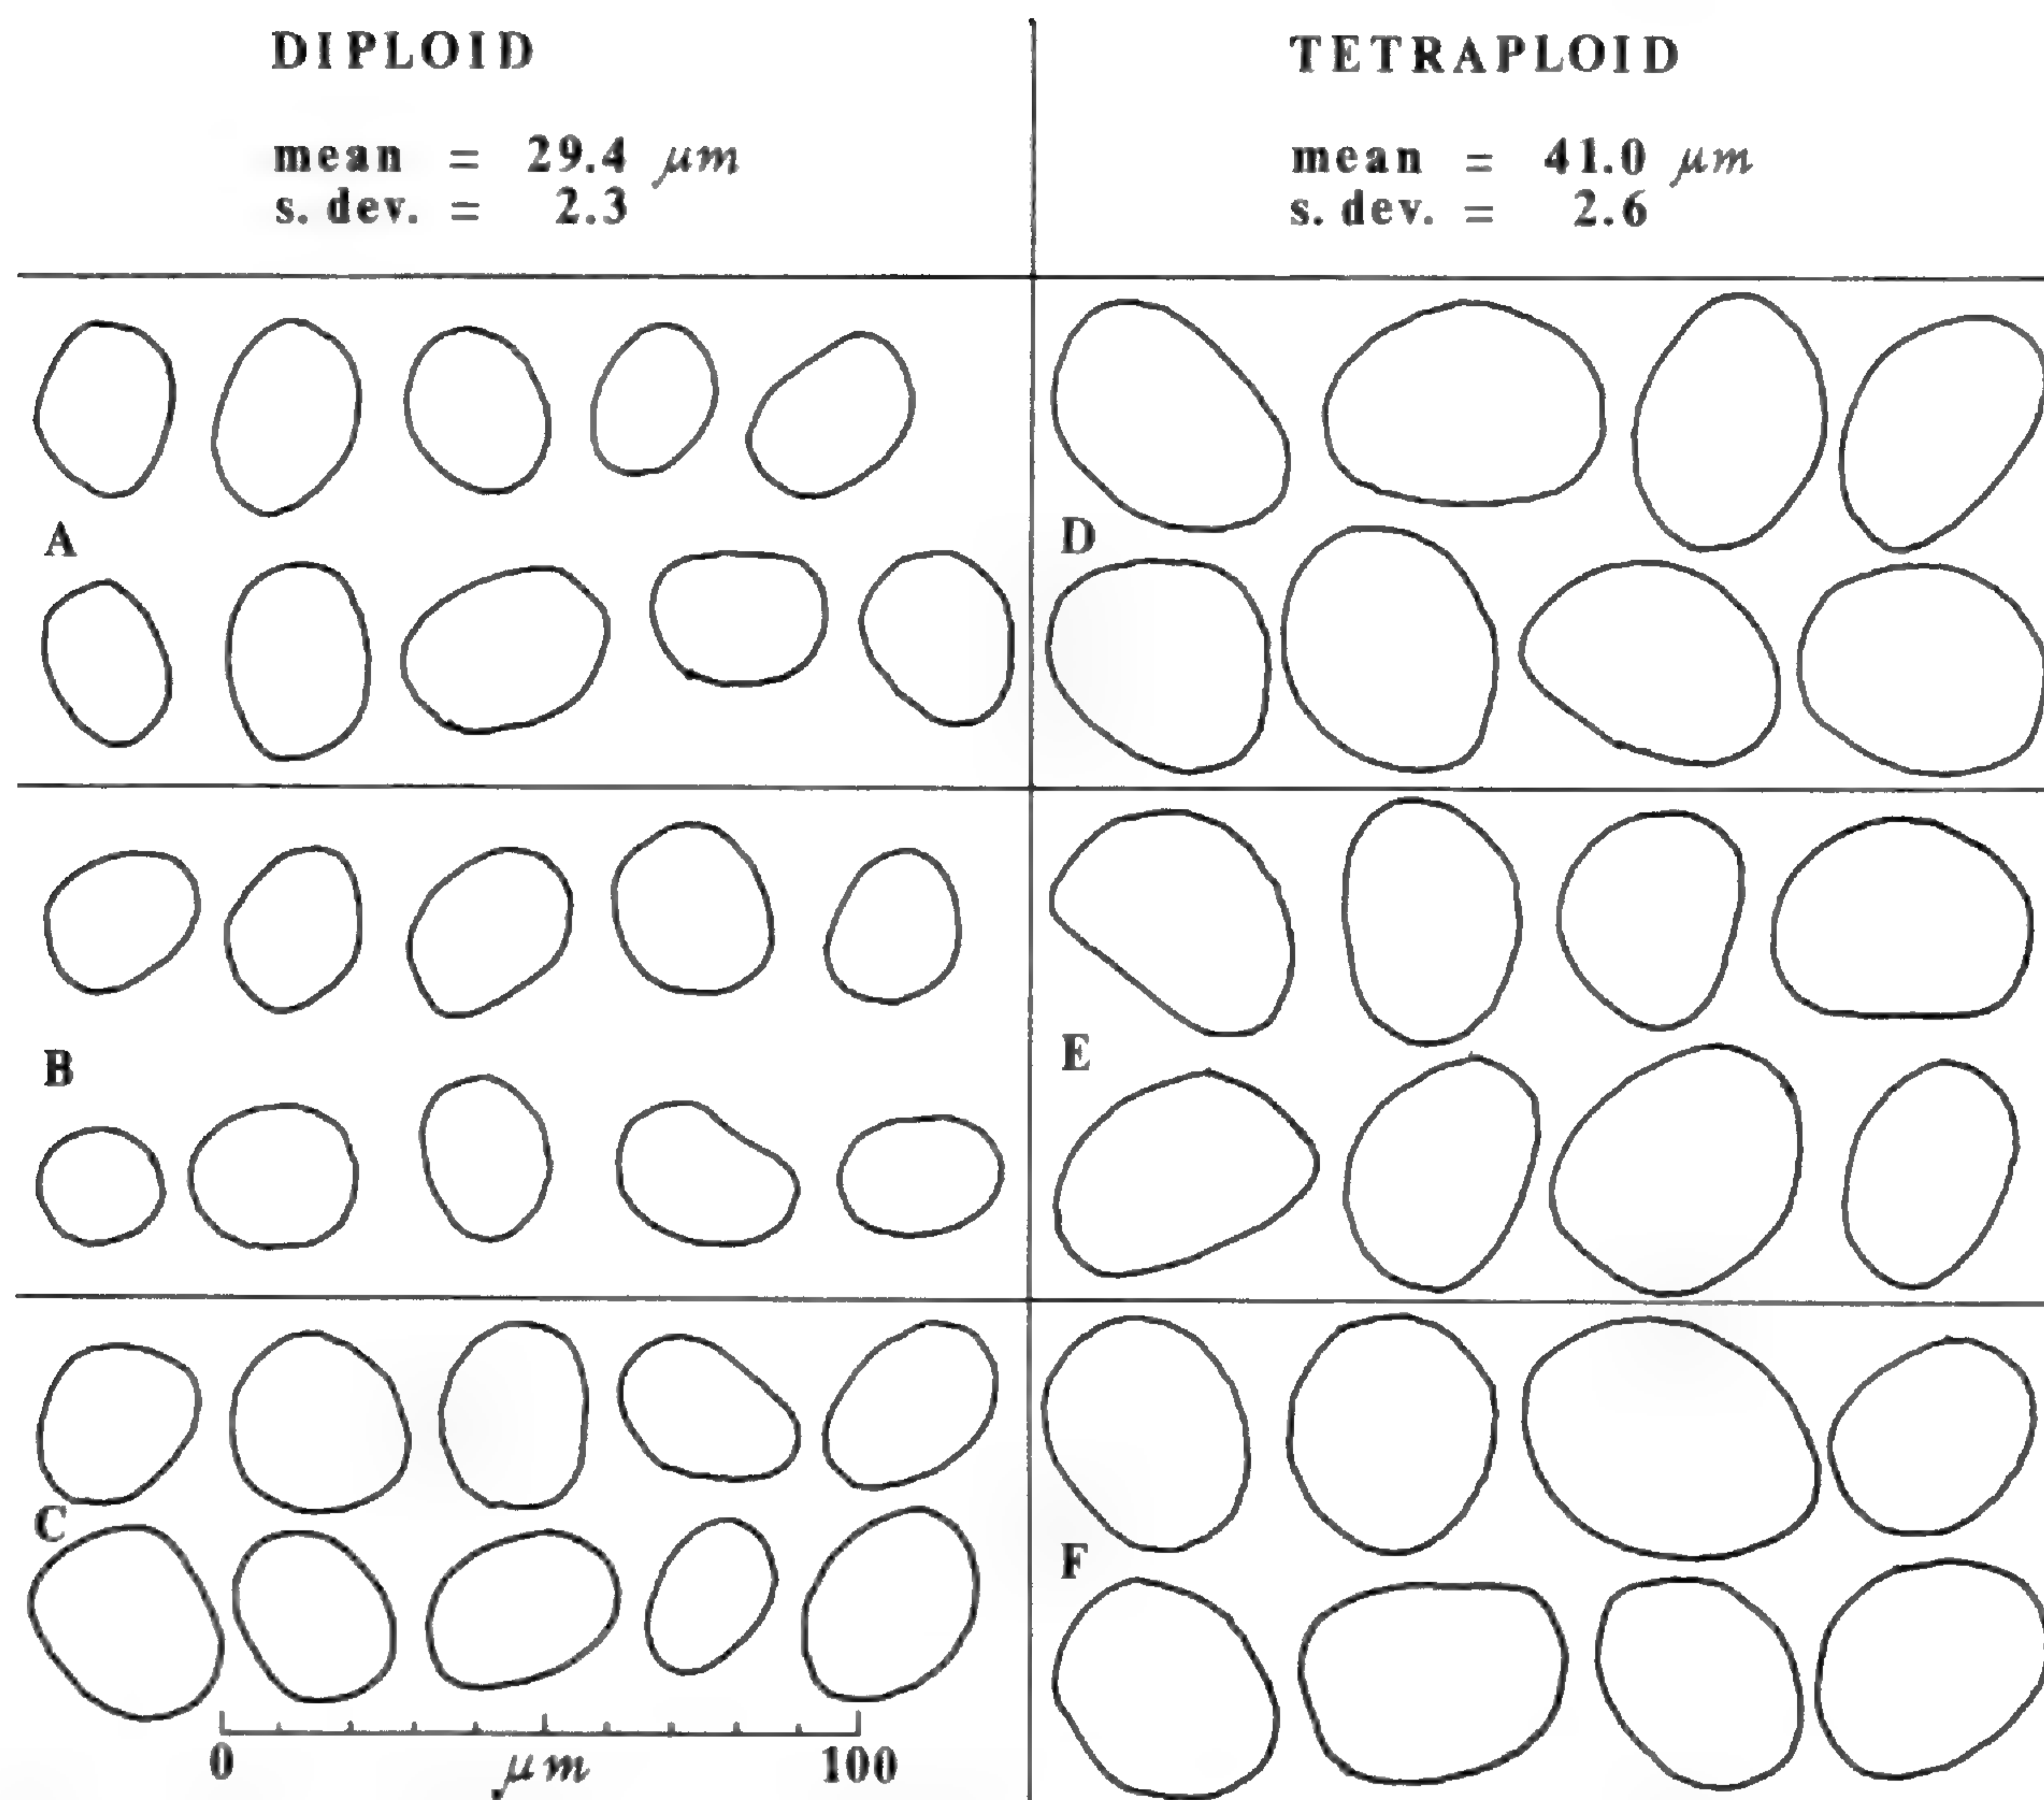 DIPLOID
mean = 29.4 μm
s. dev. = 2.3
TETRAPLOID
mean = 41.0 μm
s. dev. = 2.6
A
D
B
E
C
F
0 μm 100